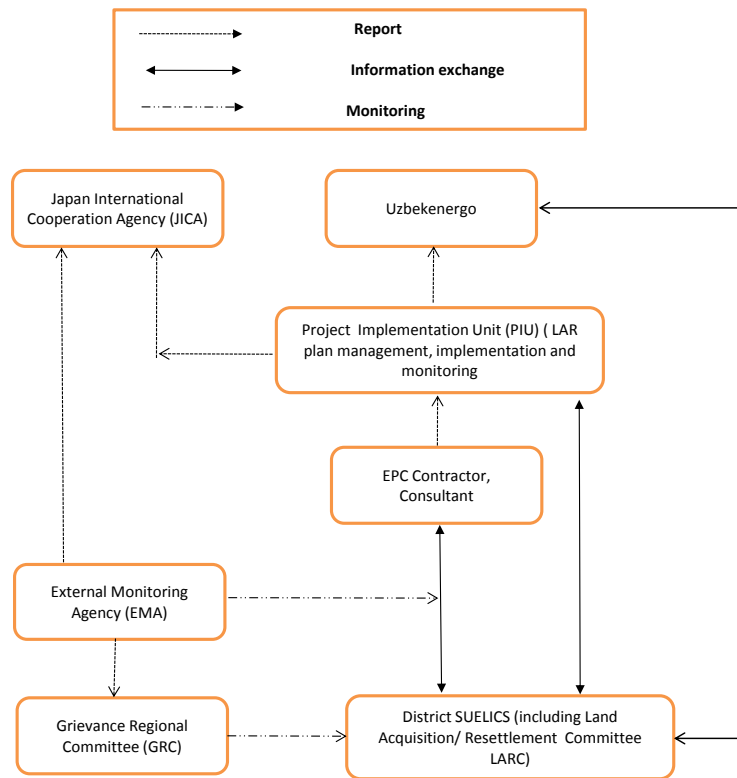 Report
Information exchange
Monitoring
Japan International
Cooperation Agency (JICA)
Uzbekenergo
Project Implementation Unit (PIU) ( LAR
plan management, implementation and
monitoring
EPC Contractor,
Consultant
External Monitoring
Agency (EMA)
Grievance Regional
Committee (GRC)
District SUELICS (including Land
Acquisition/ Resettlement Committee
LARC)